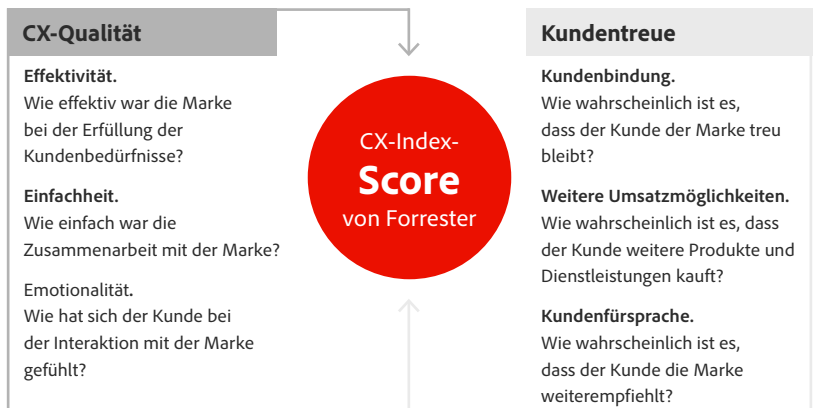 CX-Qualität
Effektivität.
Wie effektiv war die Marke
bei der Erfüllung der
Kundenbedürfnisse?
Einfachheit.
Wie einfach war die
Zusammenarbeit mit der Marke?
Emotionalität.
Wie hat sich der Kunde bei
der Interaktion mit der Marke
gefühlt?
CX-Index-
Score
von Forrester
Kundentreue
Kundenbindung.
Wie wahrscheinlich ist es,
dass der Kunde der Marke treu
bleibt?
Weitere Umsatzmöglichkeiten.
Wie wahrscheinlich ist es, dass
der Kunde weitere Produkte und
Dienstleistungen kauft?
Kundenfürsprache.
Wie wahrscheinlich ist es,
dass der Kunde die Marke
weiterempfiehlt?